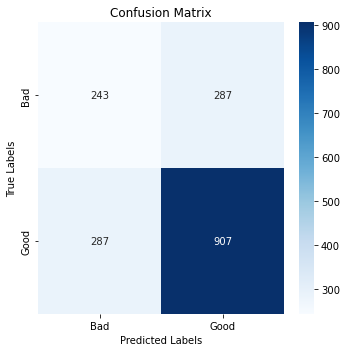 Confusion Matrix
900
800
700
600
500
400
300
Bad
243
287
True Labels
Good
287
907
Bad
Good
Predicted Labels